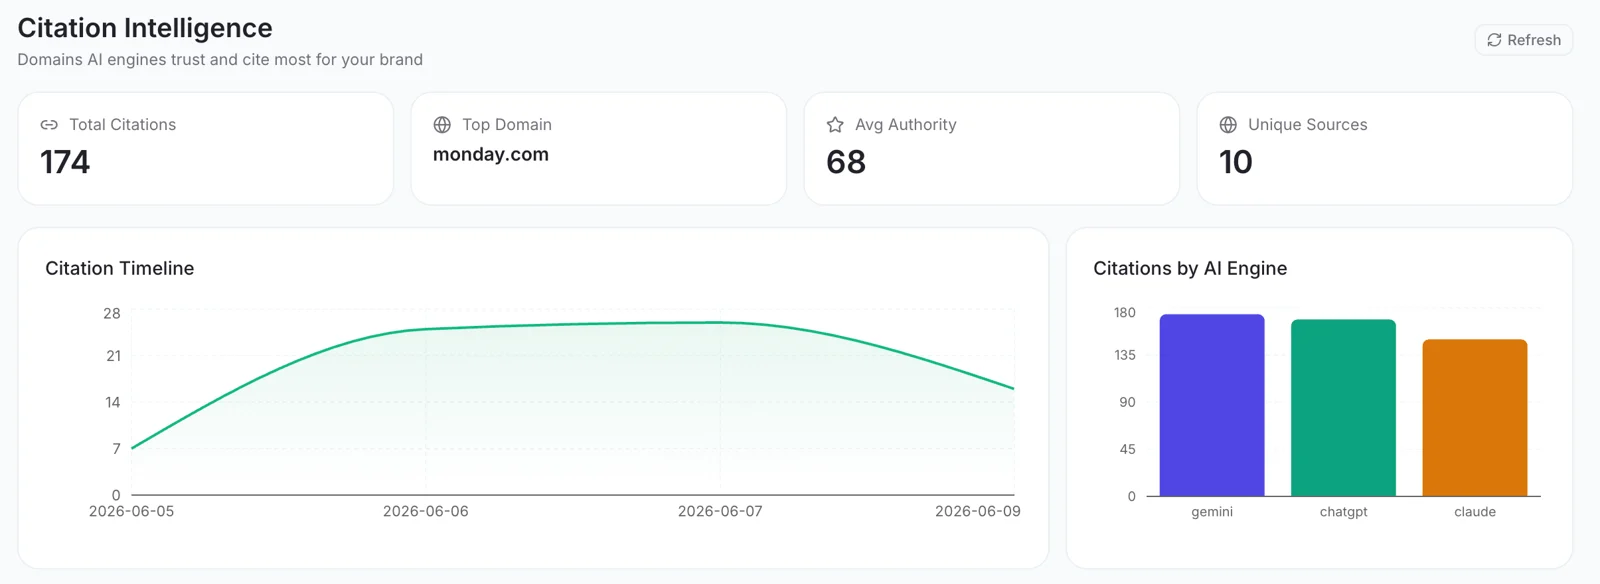 Citation Intelligence
Domains AI engines trust and cite most for your brand
Refresh
Total Citations
174
Top Domain
monday.com
Avg Authority
68
Unique Sources
10
Citation Timeline
28
21
14
7
0
2026-06-05
2026-06-06
2026-06-07
2026-06-09
Citations by AI Engine
180
135
90
45
0
gemini
chatgpt
claude